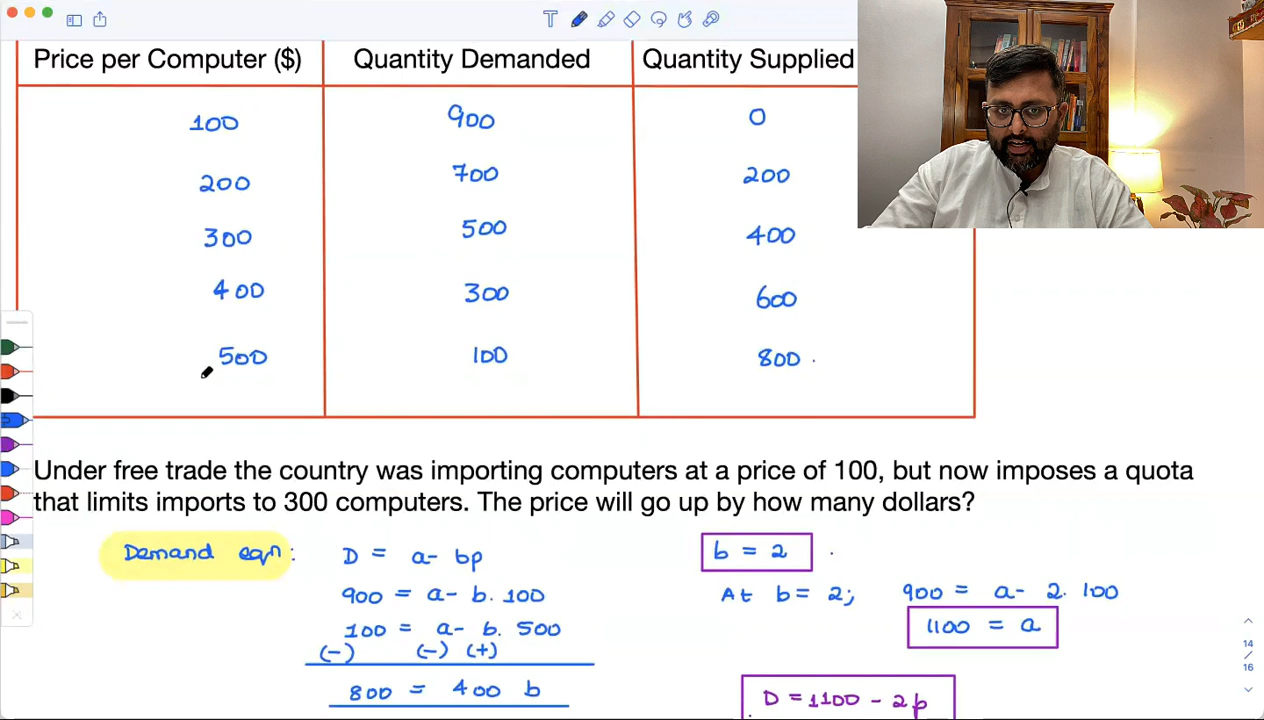 Price per Computer ($) Quantity Demanded Quantity Supplied
100 900 0
200 700 200
300 500 400
400 300 600
500 100 800
Under free trade the country was importing computers at a price of 100, but now imposes a quota
that limits imports to 300 computers. The price will go up by how many dollars?
Demand eqn: D = a- bp b = 2
900 = a- b. 100 At b= 2; 900 = a- 2. 100
100 = a- b. 500 1100 = a
(-) (-) (+)
800 = 400 b D = 1100 - 2p
14
/
16